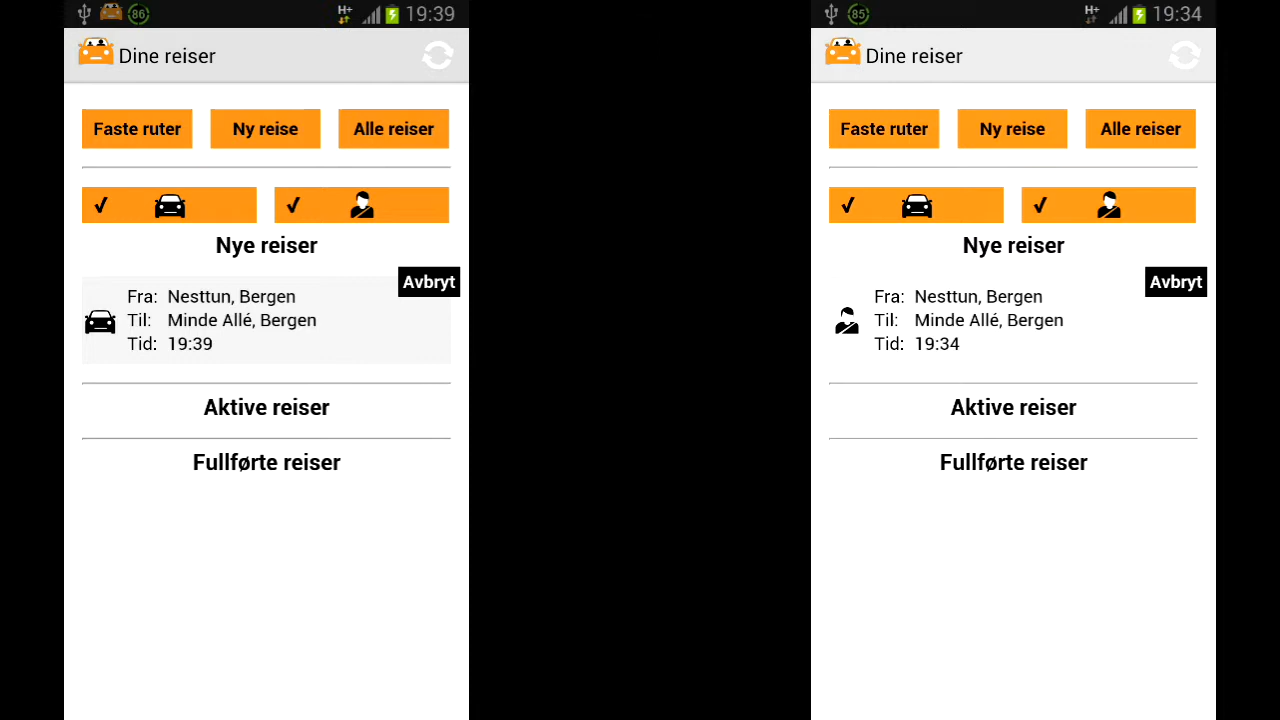 86 H+ 19:39
Dine reiser
Faste ruter Ny reise Alle reiser
Nye reiser
Avbryt
Fra: Nesttun, Bergen
Til: Minde Allé, Bergen
Tid: 19:39
Aktive reiser
Fullførte reiser
85 H+ 19:34
Dine reiser
Faste ruter Ny reise Alle reiser
Nye reiser
Avbryt
Fra: Nesttun, Bergen
Til: Minde Allé, Bergen
Tid: 19:34
Aktive reiser
Fullførte reiser